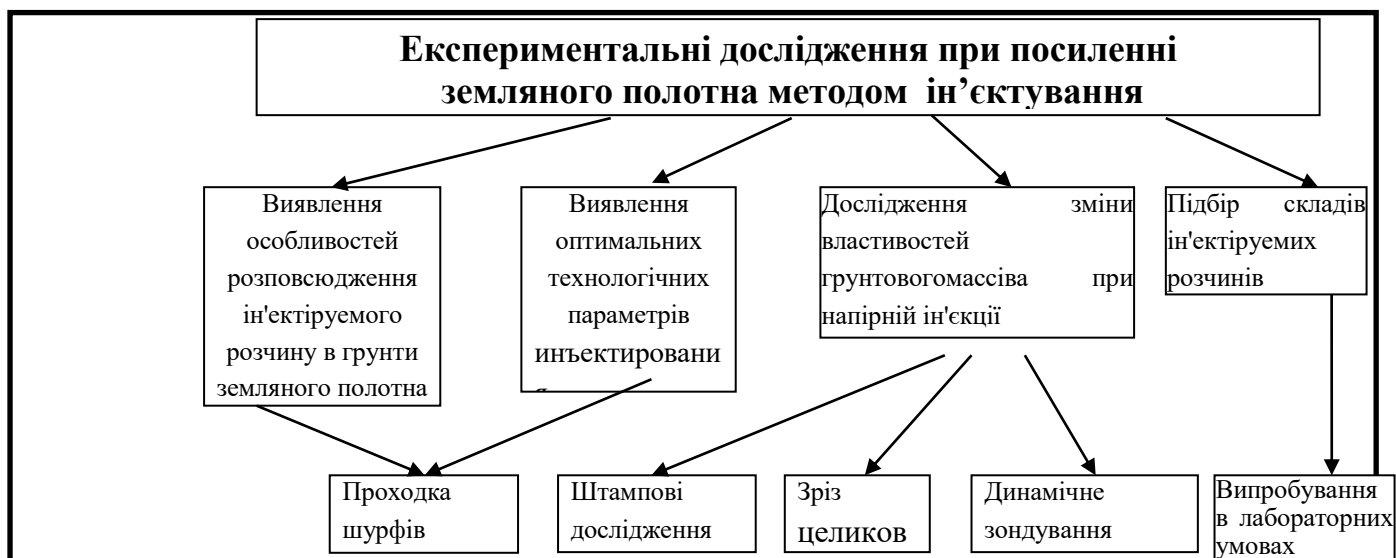 Експериментальні дослідження при посиленні
земляного полотна методом ін’єктування
Виявлення
особливостей
розповсюдження
ін'ектіруемого
розчину в грунти
земляного полотна
Виявлення
оптимальних
технологічних
параметрів
инъектировани
я
Дослідження зміни
властивостей
грунтовогомассіва при
напірній ін'єкції
Підбір складів
ін'ектіруемих
розчинів
Проходка
шурфів
Штампові
дослідження
Зріз
целиков
Динамічне
зондування
Випробування
в лабораторних
умовах